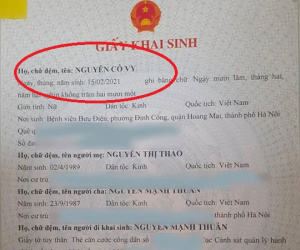 GIẤY KHAI SINH
Họ, chữ đệm, tên: NGUYỄN CÔ VY
Ngày, tháng, năm sinh: 15/02/2021 ghi bằng chữ: Ngày mười lăm, tháng hai,
năm hai nghìn không trăm hai mươi mốt
Giới tính: Nữ Dân tộc: Kinh Quốc tịch: Việt Nam
Nơi sinh: Bệnh viện Bưu Điện, phường Định Công, quận Hoàng Mai, thành phố Hà Nội
Quê
Số
Họ, chữ đệm, tên người mẹ: NGUYỄN THỊ THAO
02/4/1989 Dân tộc: Kinh Quốc tịch: Việt Nam
Nơi cư
Họ, chữ đệm, tên người cha: NGUYỄN MẠNH THUẦN
23/9/1987 Dân tộc: Kinh Quốc tịch: Việt Nam
Nơi cư trú thành phố Hà Nội
Họ, chữ đệm, tên người đi khai sinh: NGUYỄN MẠNH THUẦN
Giấy tờ tùy thân: Thẻ căn cước công dân số Cục Cảnh sát quản lý hành